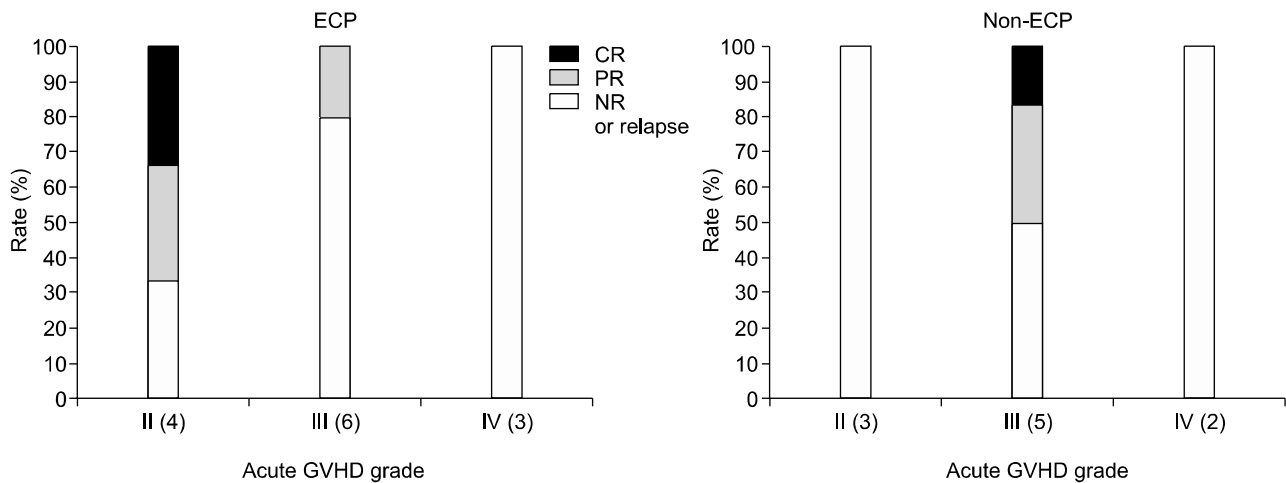 ECP
Rate (%)
100
90
80
70
60
50
40
30
20
10
0
II (4)
III (6)
IV (3)
Acute GVHD grade
CR
PR
NR
or relapse
Non-ECP
Rate (%)
100
90
80
70
60
50
40
30
20
10
0
II (3)
III (5)
IV (2)
Acute GVHD grade